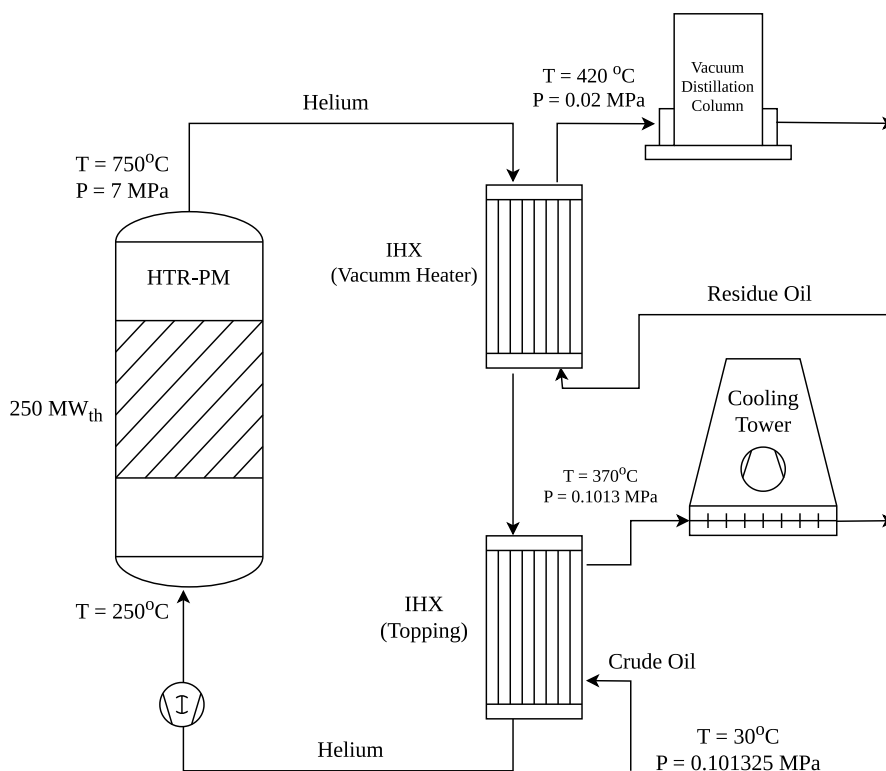 Helium
T = 750°C
P = 7 MPa
HTR-PM
250 MWth
T = 250°C
Helium
IHX
(Vacumm Heater)
T = 420 °C
P = 0.02 MPa
Vacuum
Distillation
Column
Residue Oil
Cooling
Tower
T = 370°C
P = 0.1013 MPa
IHX
(Topping)
Crude Oil
T = 30°C
P = 0.101325 MPa